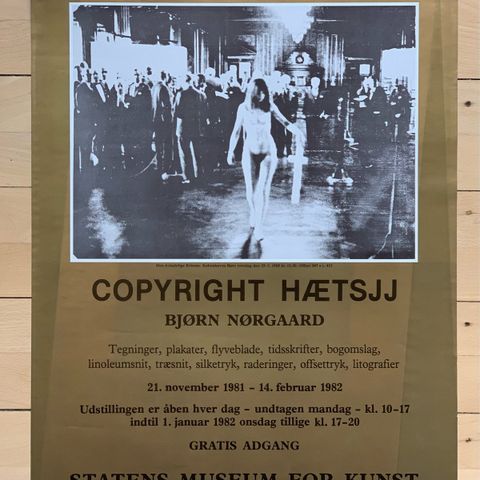 COPYRIGHT HÆTSJJ
BJØRN NØRGAARD
Tegninger, plakater, flyveblade, tidsskrifter, bogomslag,
linoleumsnit, træsnit, silketryk, raderinger, offsettryk, litografier
21. november 1981 – 14. februar 1982
Udstillingen er åben hver dag – undtagen mandag – kl. 10-17
indtil 1. januar 1982 onsdag tillige kl. 17-20
GRATIS ADGANG
STATENS MUSEUM FOR KUNST